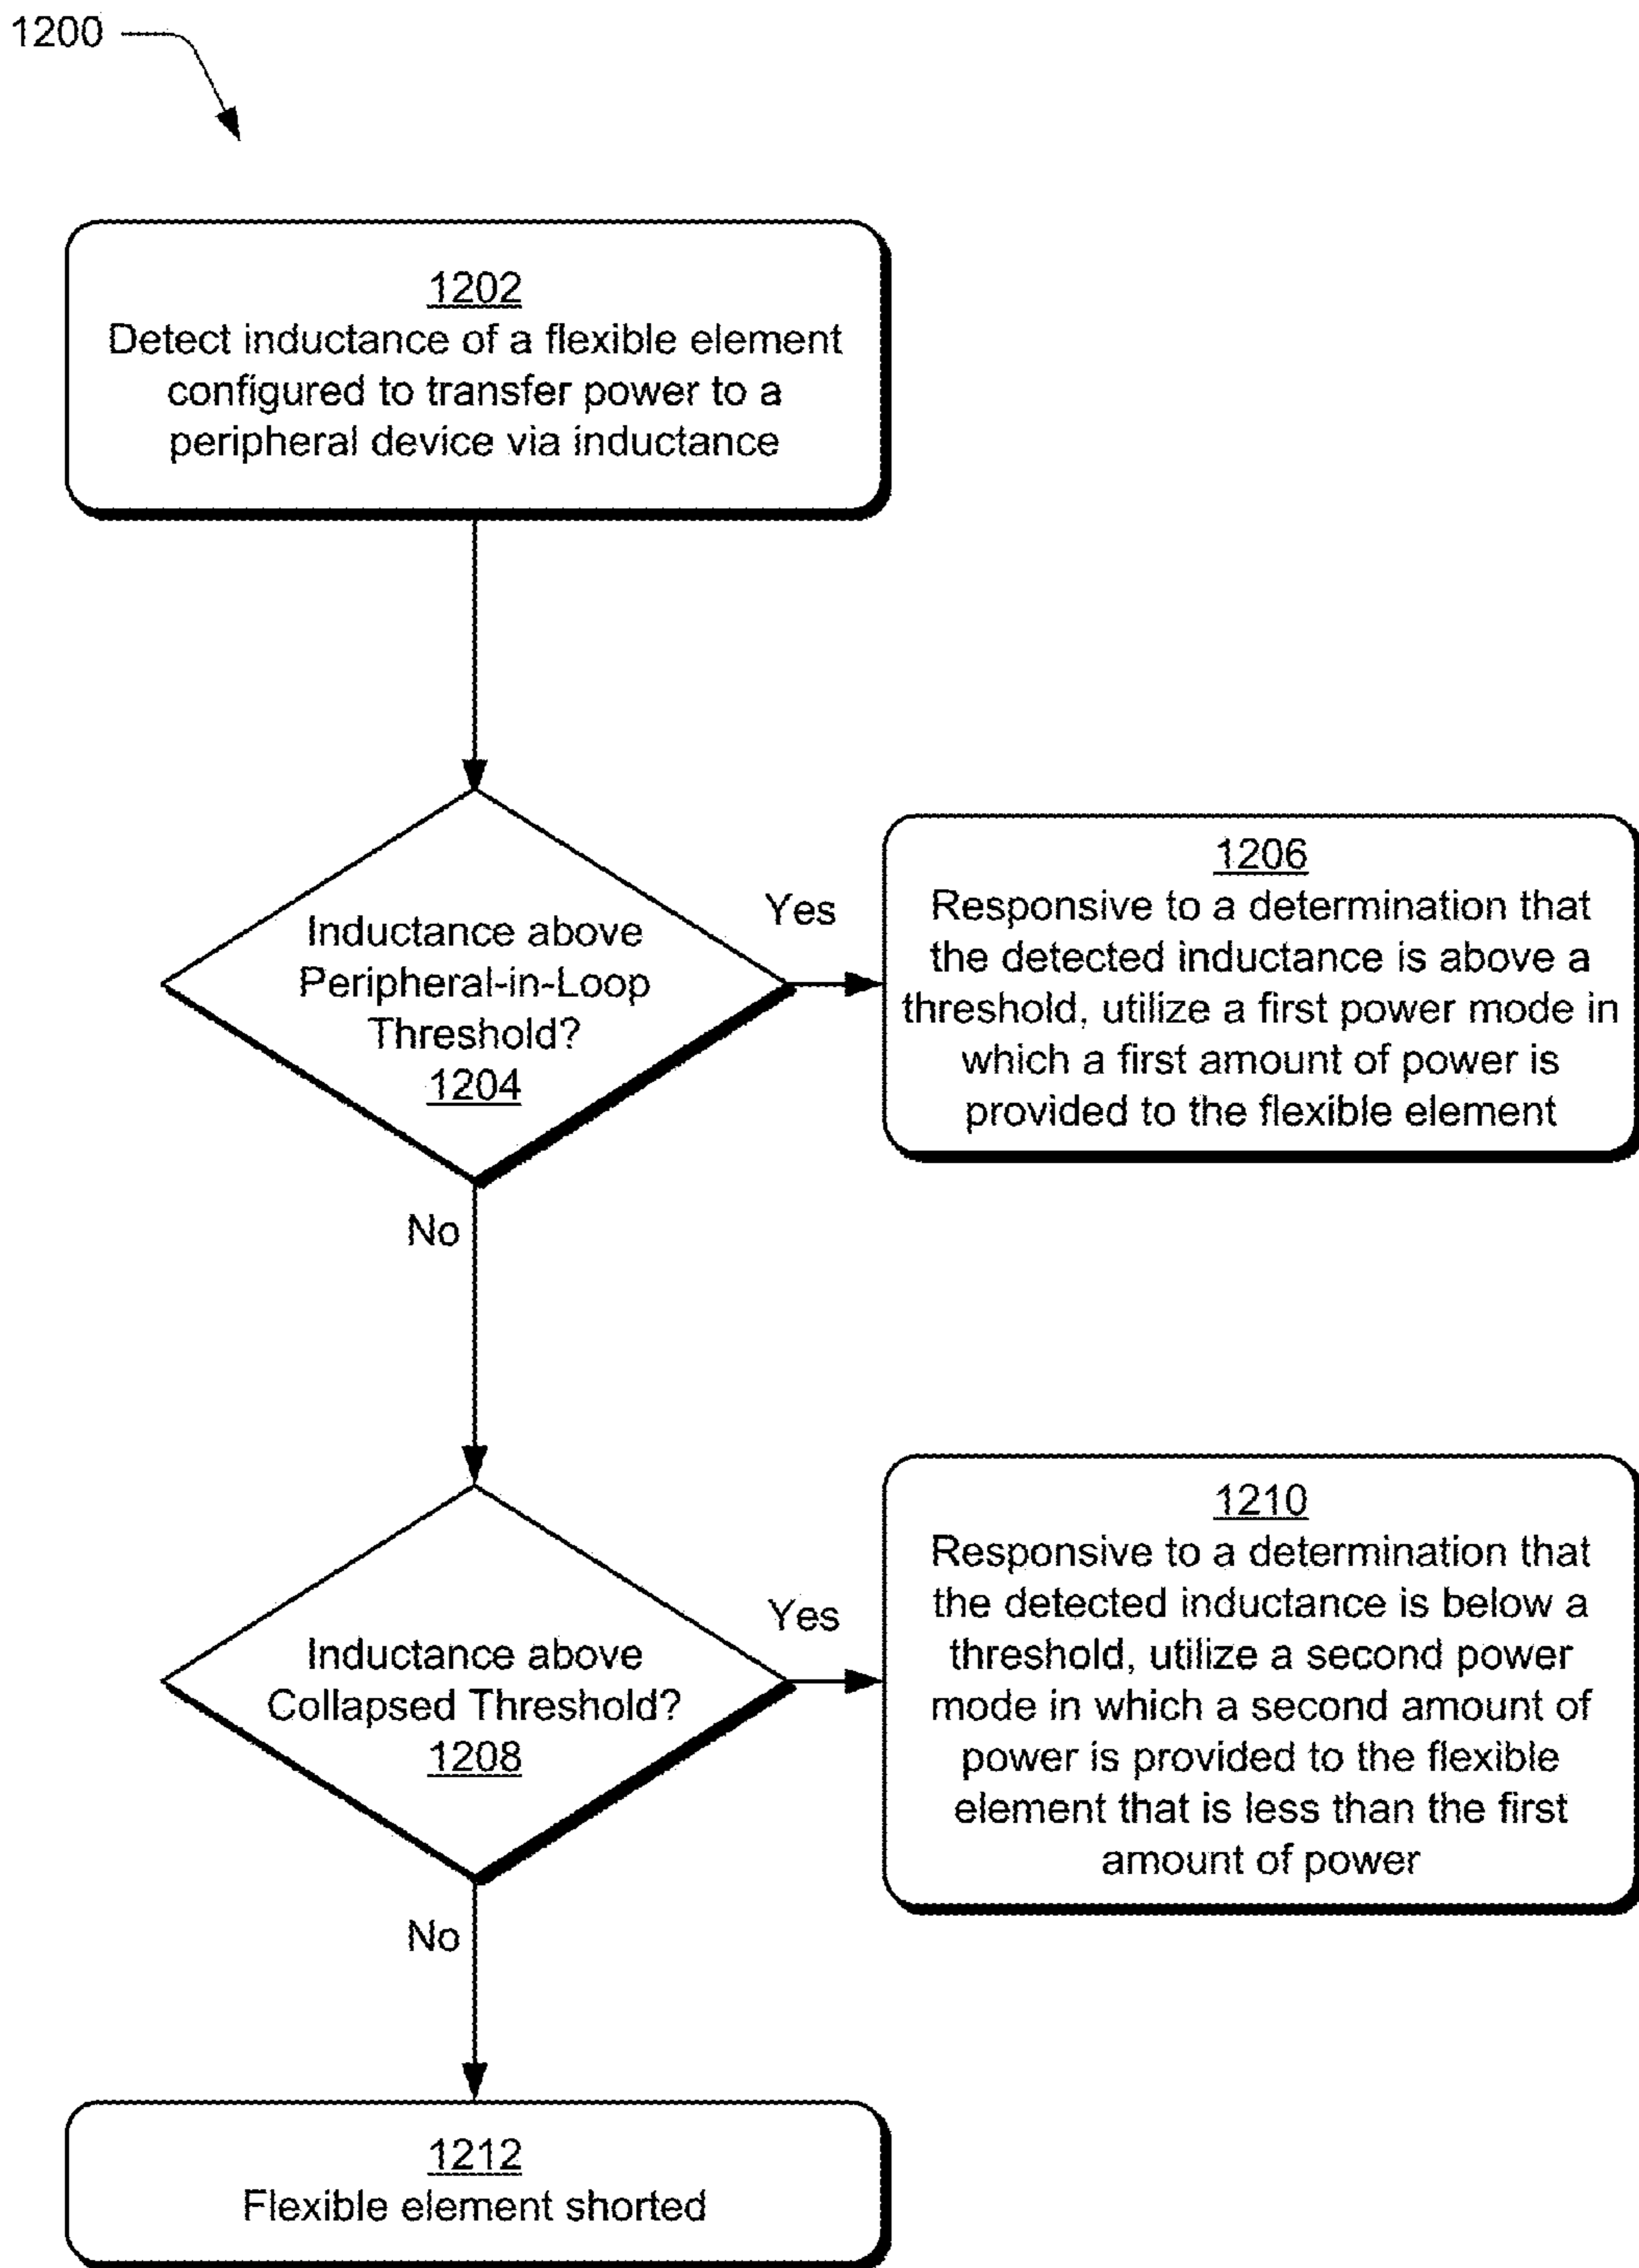 1200
1202
Detect inductance of a flexible element
configured to transfer power to a
peripheral device via inductance
Inductance above
Peripheral-in-Loop
Threshold?
1204
Yes
1206
Responsive to a determination that
the detected inductance is above a
threshold, utilize a first power mode in
which a first amount of power is
provided to the flexible element
No
Inductance above
Collapsed Threshold?
1208
Yes
1210
Responsive to a determination that
the detected inductance is below a
threshold, utilize a second power
mode in which a second amount of
power is provided to the flexible
element that is less than the first
amount of power
No
1212
Flexible element shorted